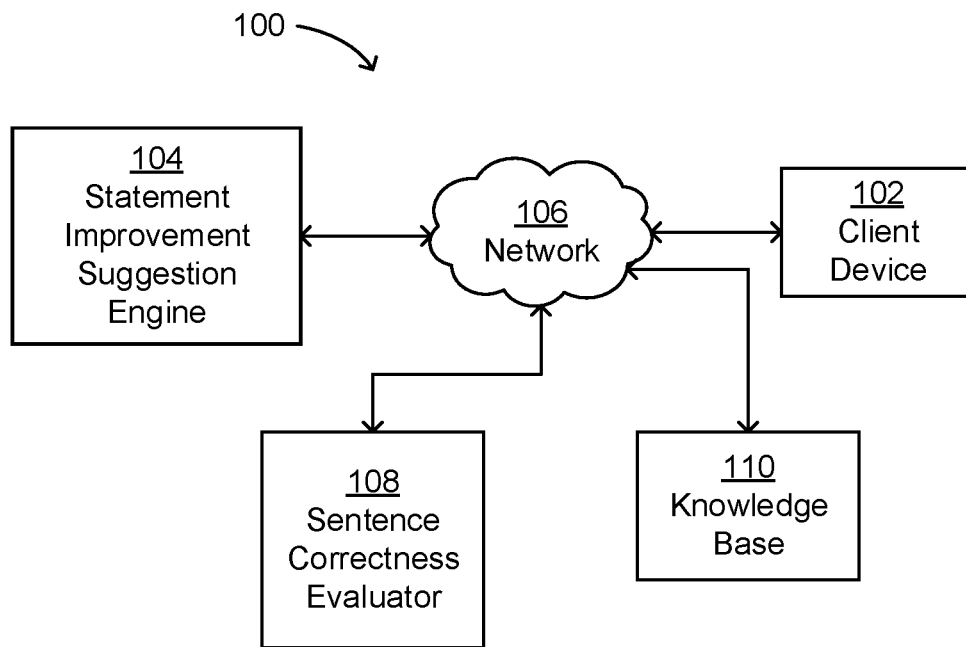 100
104
Statement
Improvement
Suggestion
Engine
106
Network
102
Client
Device
108
Sentence
Correctness
Evaluator
110
Knowledge
Base